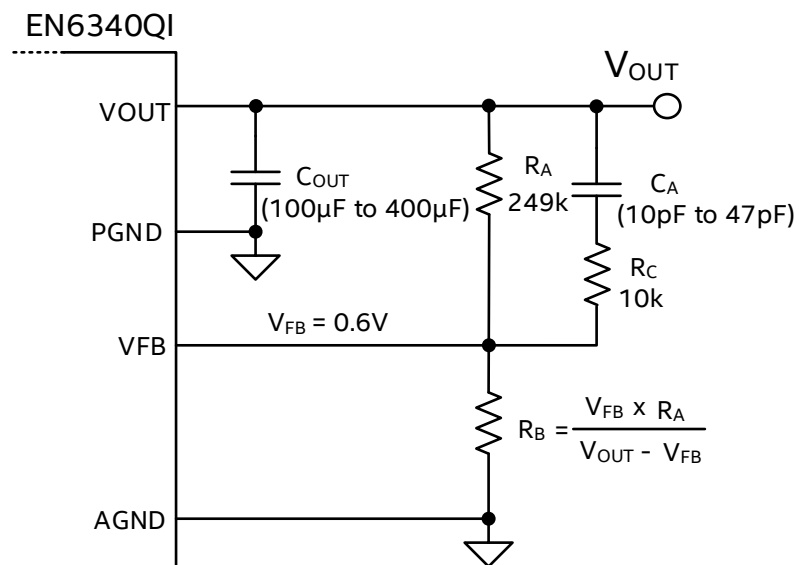 EN6340QI
VOUT
VOUT
COUT
(100µF to 400µF)
RA
249k
CA
(10pF to 47pF)
PGND
RC
10k
VFB = 0.6V
VFB
RB = VFB x RA
VOUT - VFB
AGND